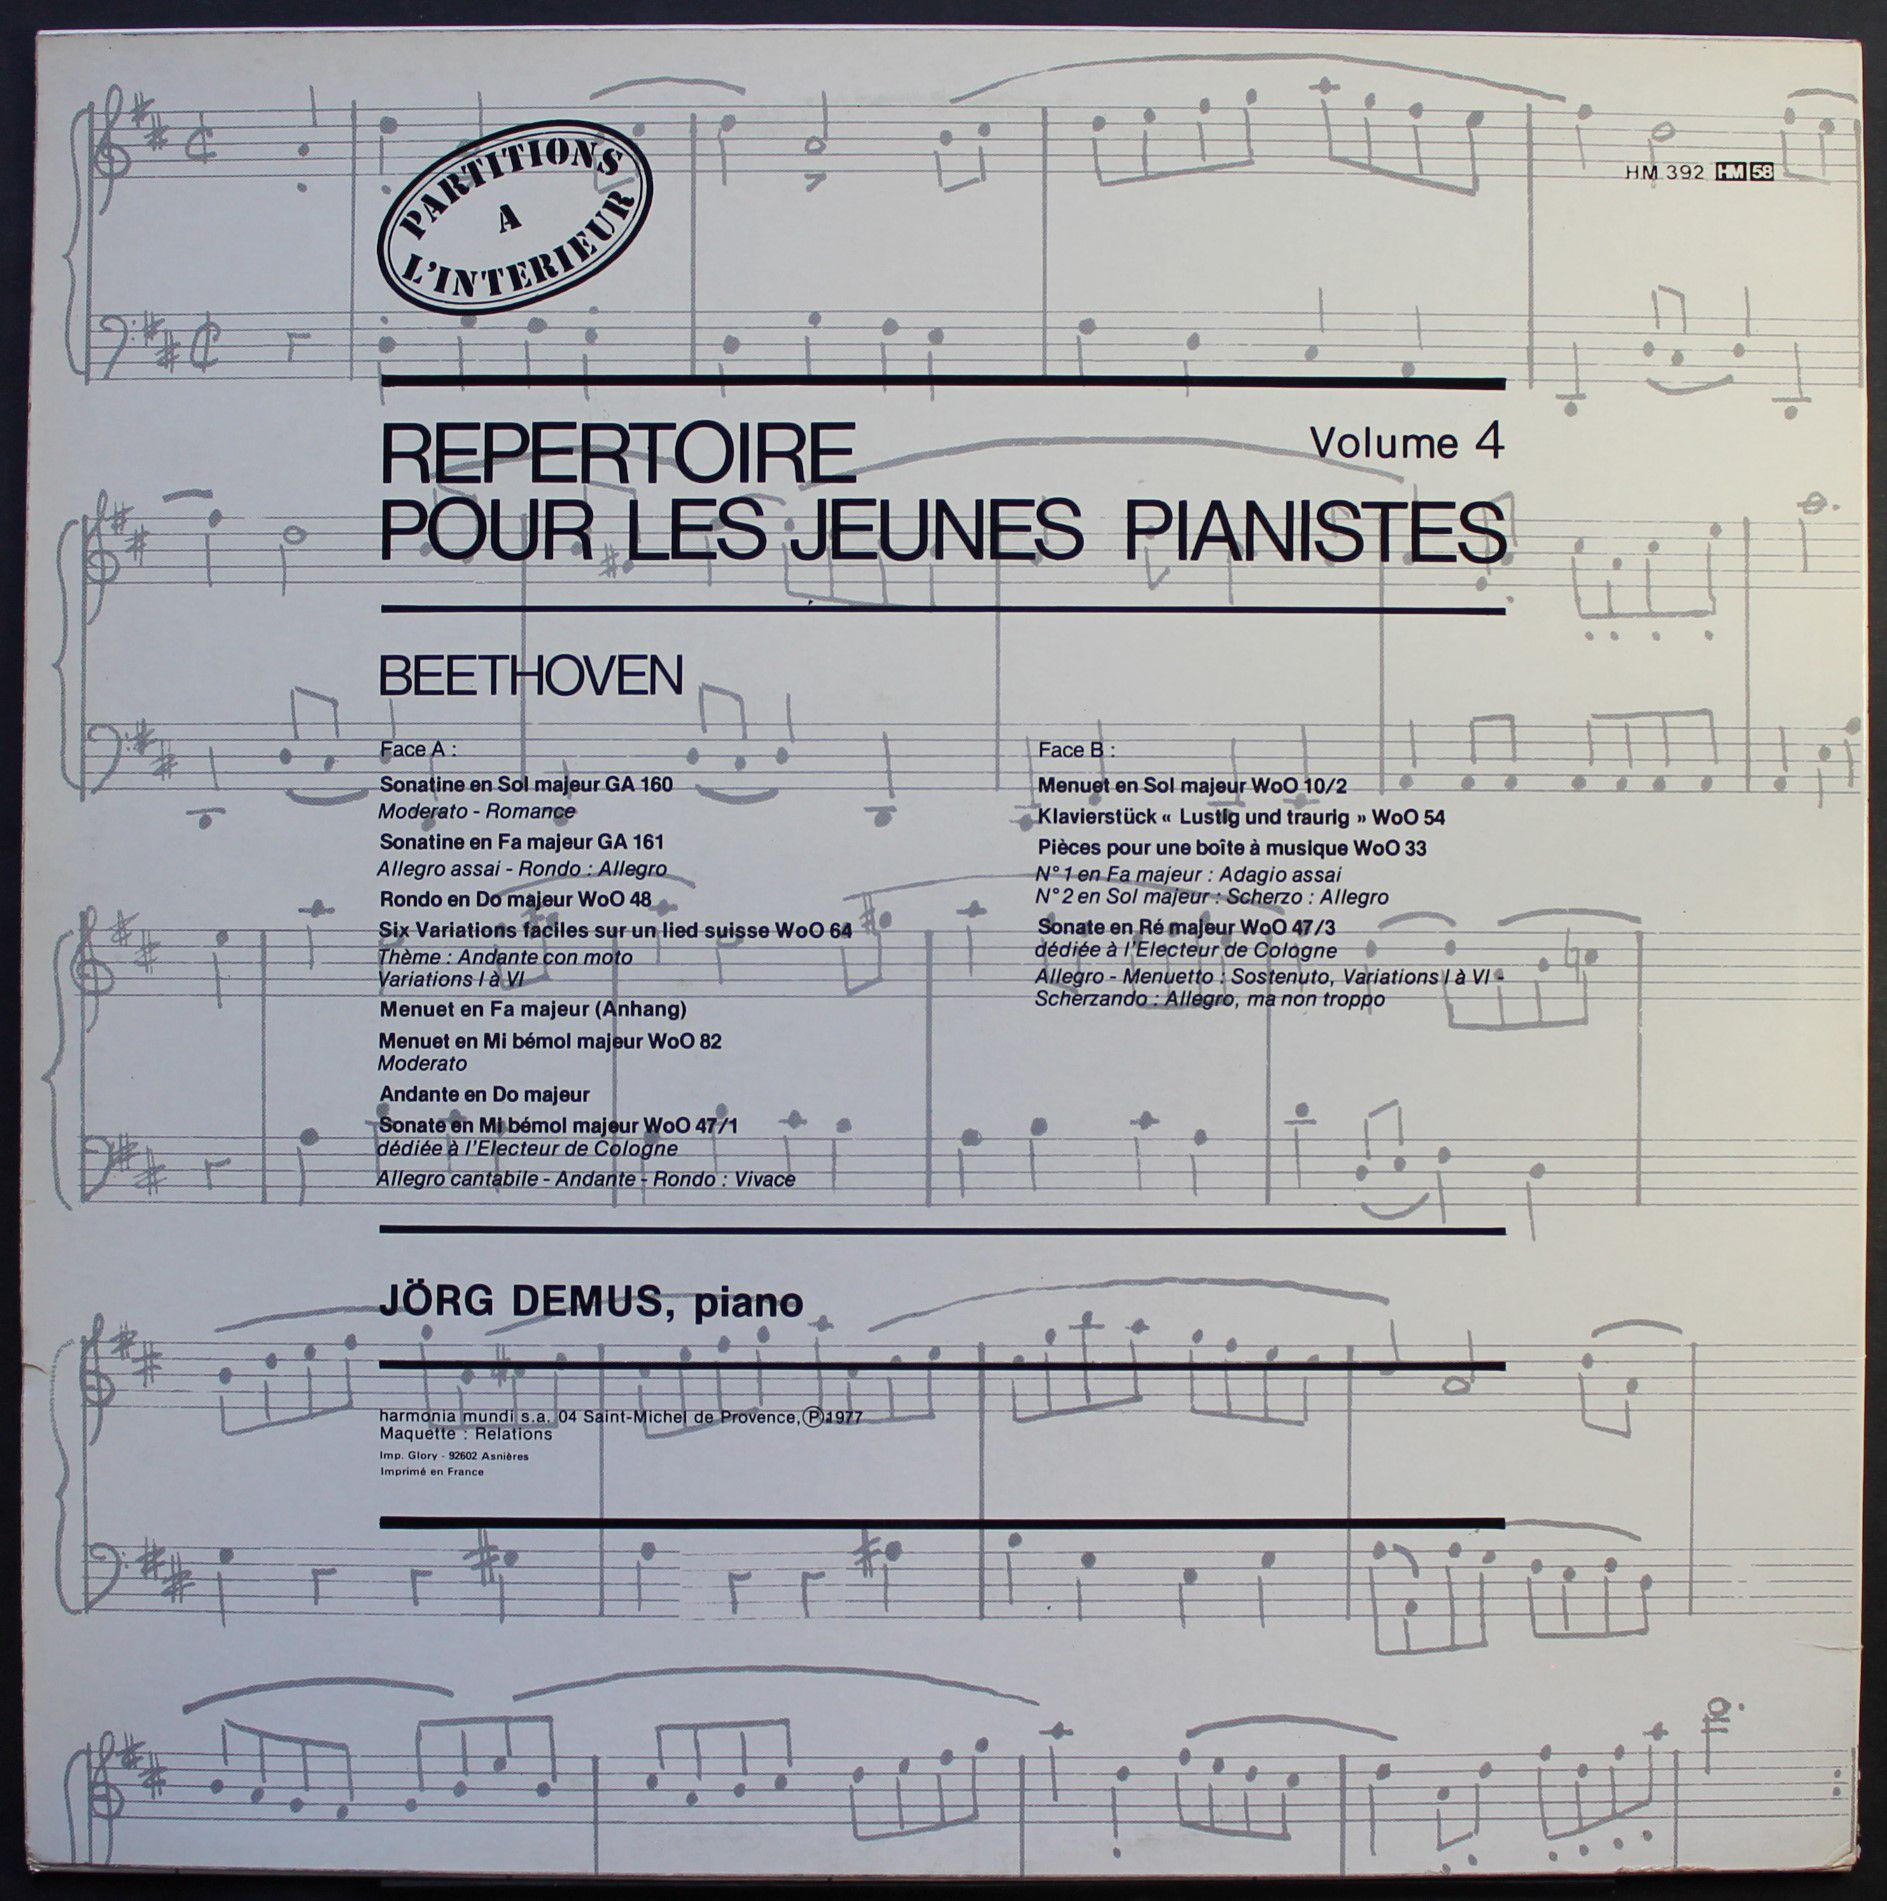 PARTITIONS
A
L'INTERIEUR
HM 392 HM 58
REPERTOIRE
Volume 4
POUR LES JEUNES PIANISTES
BEETHOVEN
Face A :
Sonatine en Sol majeur GA 160
Moderato - Romance
Sonatine en Fa majeur GA 161
Allegro assai - Rondo : Allegro
Rondo en Do majeur WoO 48
Six Variations faciles sur un lied suisse WoO 64
Thème : Andante con moto
Variations I à VI
Menuet en Fa majeur (Anhang)
Menuet en Mi bémol majeur WoO 82
Moderato
Andante en Do majeur
Sonate en Mi bémol majeur WoO 47/1
dédiée à l'Electeur de Cologne
Allegro cantabile - Andante - Rondo : Vivace
Face B :
Menuet en Sol majeur WoO 10/2
Klavierstück « Lustig und traurig » WoO 54
Pièces pour une boîte à musique WoO 33
N° 1 en Fa majeur : Adagio assai
N° 2 en Sol majeur : Scherzo : Allegro
Sonate en Ré majeur WoO 47/3
dédiée à l'Electeur de Cologne
Allegro - Menuetto : Sostenuto, Variations I à VI -
Scherzando : Allegro, ma non troppo
JÖRG DEMUS, piano
harmonia mundi s.a. 04 Saint-Michel de Provence, Ⓟ 1977
Maquette : Relations
Imp. Glory - 92602 Asnières
Imprimé en France